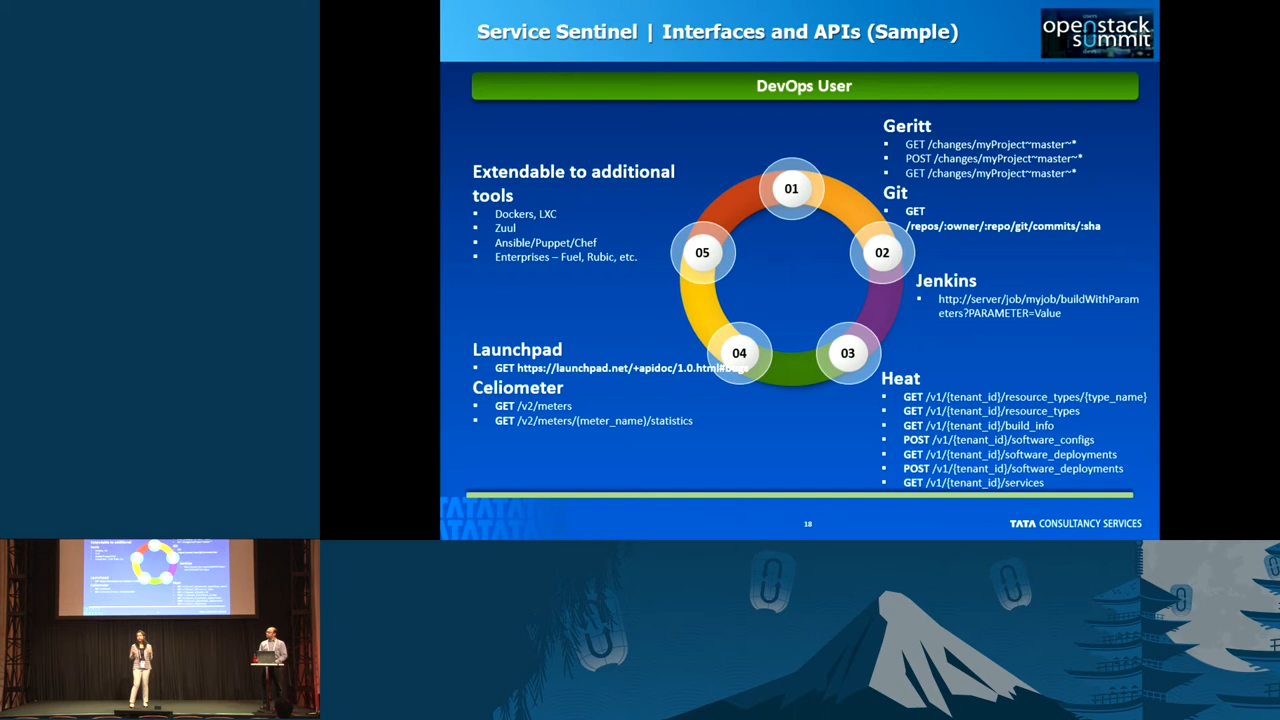 Service Sentinel | Interfaces and APIs (Sample)
openstack
summit
DevOps User
Geritt
▪ GET /changes/myProject~master~*
▪ POST /changes/myProject~master~*
▪ GET /changes/myProject~master~*
Git
▪ GET
/repos/:owner/:repo/git/commits/:sha
Extendable to additional
tools
▪ Dockers, LXC
▪ Zuul
▪ Ansible/Puppet/Chef
▪ Enterprises – Fuel, Rubic, etc.
01
02
03
04
05
Jenkins
▪ http://server/job/myjob/buildWithParam
eters?PARAMETER=Value
Launchpad
▪ GET https://launchpad.net/+apidoc/1.0.html#bugs
Celiometer
▪ GET /v2/meters
▪ GET /v2/meters/(meter_name)/statistics
Heat
▪ GET /v1/{tenant_id}/resource_types/{type_name}
▪ GET /v1/{tenant_id}/resource_types
▪ GET /v1/{tenant_id}/build_info
▪ POST /v1/{tenant_id}/software_configs
▪ GET /v1/{tenant_id}/software_deployments
▪ POST /v1/{tenant_id}/software_deployments
▪ GET /v1/{tenant_id}/services
18
TATA CONSULTANCY SERVICES